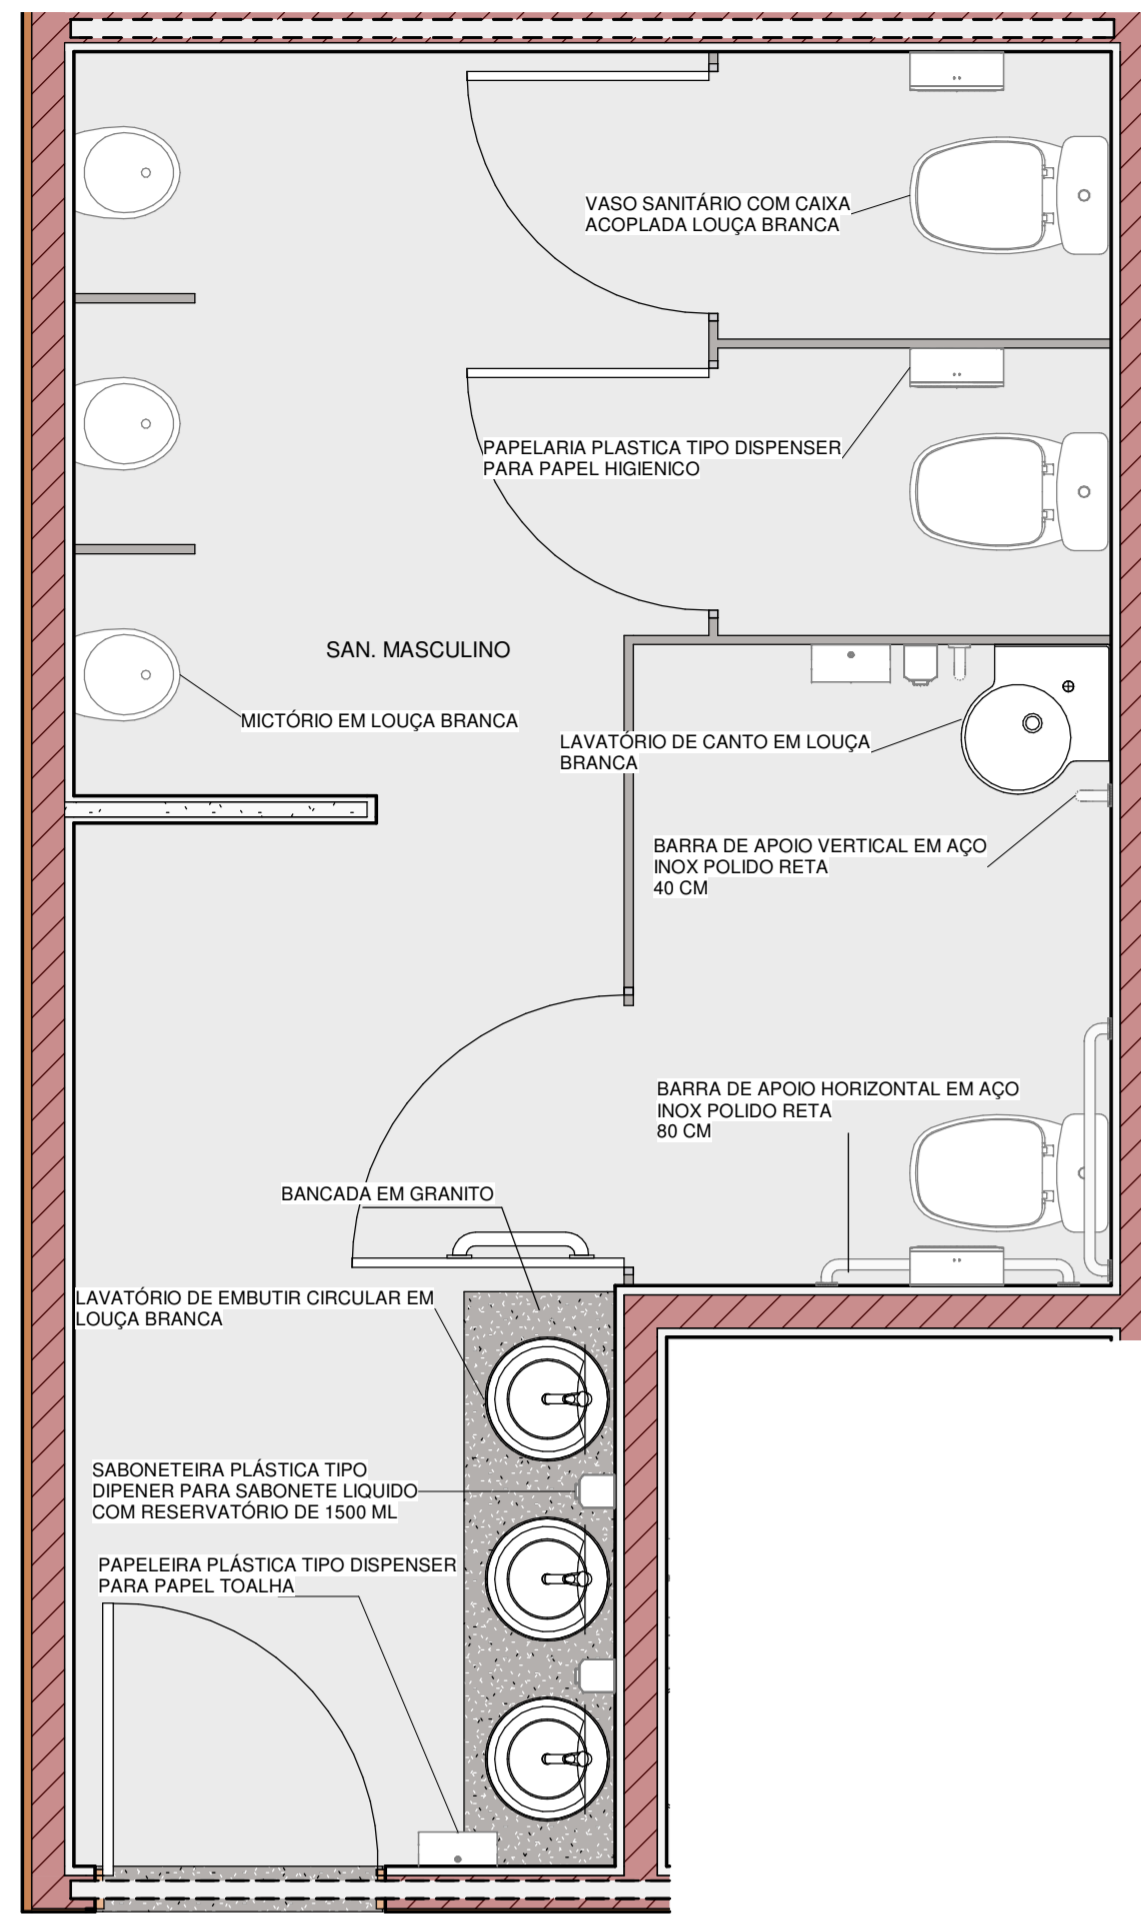 VASO SANITÁRIO COM CAIXA
ACOPLADA LOUÇA BRANCA
PAPELARIA PLASTICA TIPO DISPENSER
PARA PAPEL HIGIENICO
SAN. MASCULINO
MICTÓRIO EM LOUÇA BRANCA
LAVATÓRIO DE CANTO EM LOUÇA
BRANCA
BARRA DE APOIO VERTICAL EM AÇO
INOX POLIDO RETA
40 CM
BARRA DE APOIO HORIZONTAL EM AÇO
INOX POLIDO RETA
80 CM
BANCADA EM GRANITO
LAVATÓRIO DE EMBUTIR CIRCULAR EM
LOUÇA BRANCA
SABONETEIRA PLÁSTICA TIPO
DIPENER PARA SABONETE LIQUIDO
COM RESERVATÓRIO DE 1500 ML
PAPELEIRA PLÁSTICA TIPO DISPENSER
PARA PAPEL TOALHA